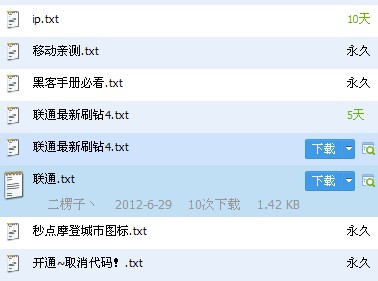 ip.txt 10天
移动亲测.txt 永久
黑客手册必看.txt 永久
联通最新刷钻4.txt 5天
联通最新刷钻4.txt 下载
联通.txt 下载
二楞子丶 2012-6-29 10次下载 1.42 KB
秒点摩登城市图标.txt 永久
开通~取消代码！.txt 永久